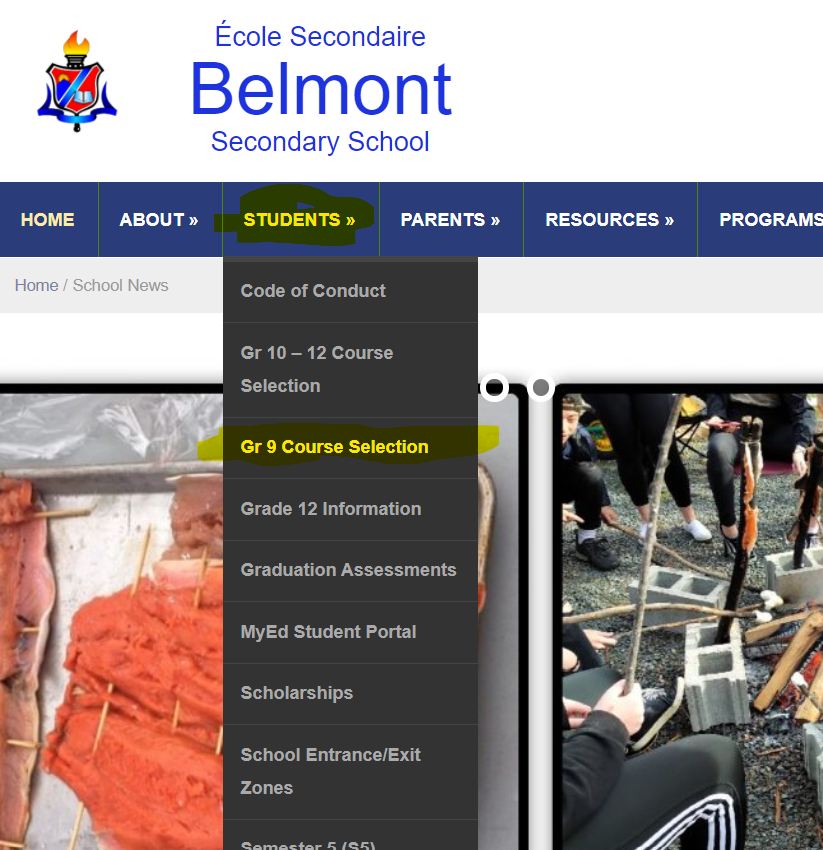 École Secondaire
Belmont
Secondary School
HOME
ABOUT »
STUDENTS »
PARENTS »
RESOURCES »
PROGRAMS
Home / School News
Code of Conduct
Gr 10 – 12 Course
Selection
Gr 9 Course Selection
Grade 12 Information
Graduation Assessments
MyEd Student Portal
Scholarships
School Entrance/Exit
Zones
Semester 5 (S5)